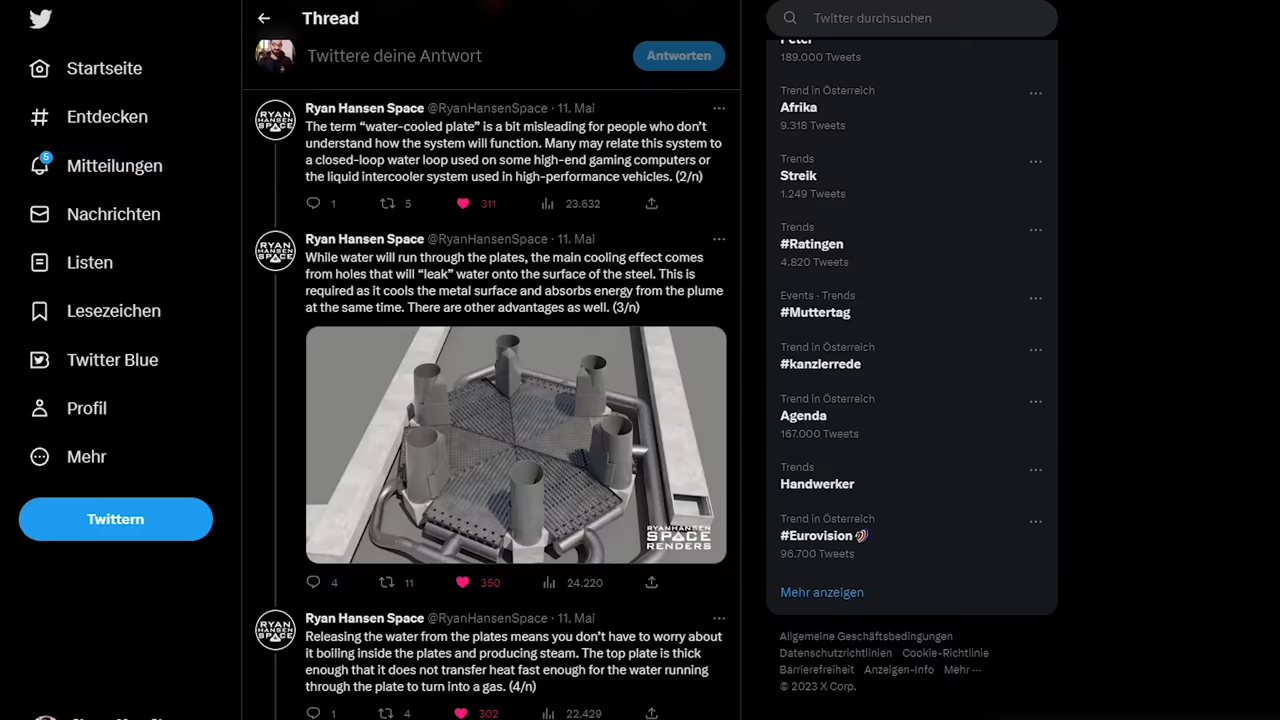 Startseite
Entdecken
5
Mitteilungen
Nachrichten
Listen
Lesezeichen
Twitter Blue
Profil
Mehr
Twittern
Thread
Twittere deine Antwort
Antworten
RYAN
HANSEN
SPACE
Ryan Hansen Space @RyanHansenSpace · 11. Mai
The term “water-cooled plate” is a bit misleading for people who don’t
understand how the system will function. Many may relate this system to
a closed-loop water loop used on some high-end gaming computers or
the liquid intercooler system used in high-performance vehicles. (2/n)
1 5 311 23.632
RYAN
HANSEN
SPACE
Ryan Hansen Space @RyanHansenSpace · 11. Mai
While water will run through the plates, the main cooling effect comes
from holes that will “leak” water onto the surface of the steel. This is
required as it cools the metal surface and absorbs energy from the plume
at the same time. There are other advantages as well. (3/n)
RYANHANSEN
SPACE
RENDERS
4 11 350 24.220
RYAN
HANSEN
SPACE
Ryan Hansen Space @RyanHansenSpace · 11. Mai
Releasing the water from the plates means you don’t have to worry about
it boiling inside the plates and producing steam. The top plate is thick
enough that it does not transfer heat fast enough for the water running
through the plate to turn into a gas. (4/n)
1 4 302 22.429
Twitter durchsuchen
Peter
189.000 Tweets
Trend in Österreich
Afrika
9.318 Tweets
Trends
Streik
1.249 Tweets
Trends
#Ratingen
4.820 Tweets
Events · Trends
#Muttertag
Trend in Österreich
#kanzlerrede
Trend in Österreich
Agenda
167.000 Tweets
Trends
Handwerker
Trend in Österreich
#Eurovision
96.700 Tweets
Mehr anzeigen
Allgemeine Geschäftsbedingungen
Datenschutzrichtlinien Cookie-Richtlinie
Barrierefreiheit Anzeigen-Info Mehr ···
© 2023 X Corp.